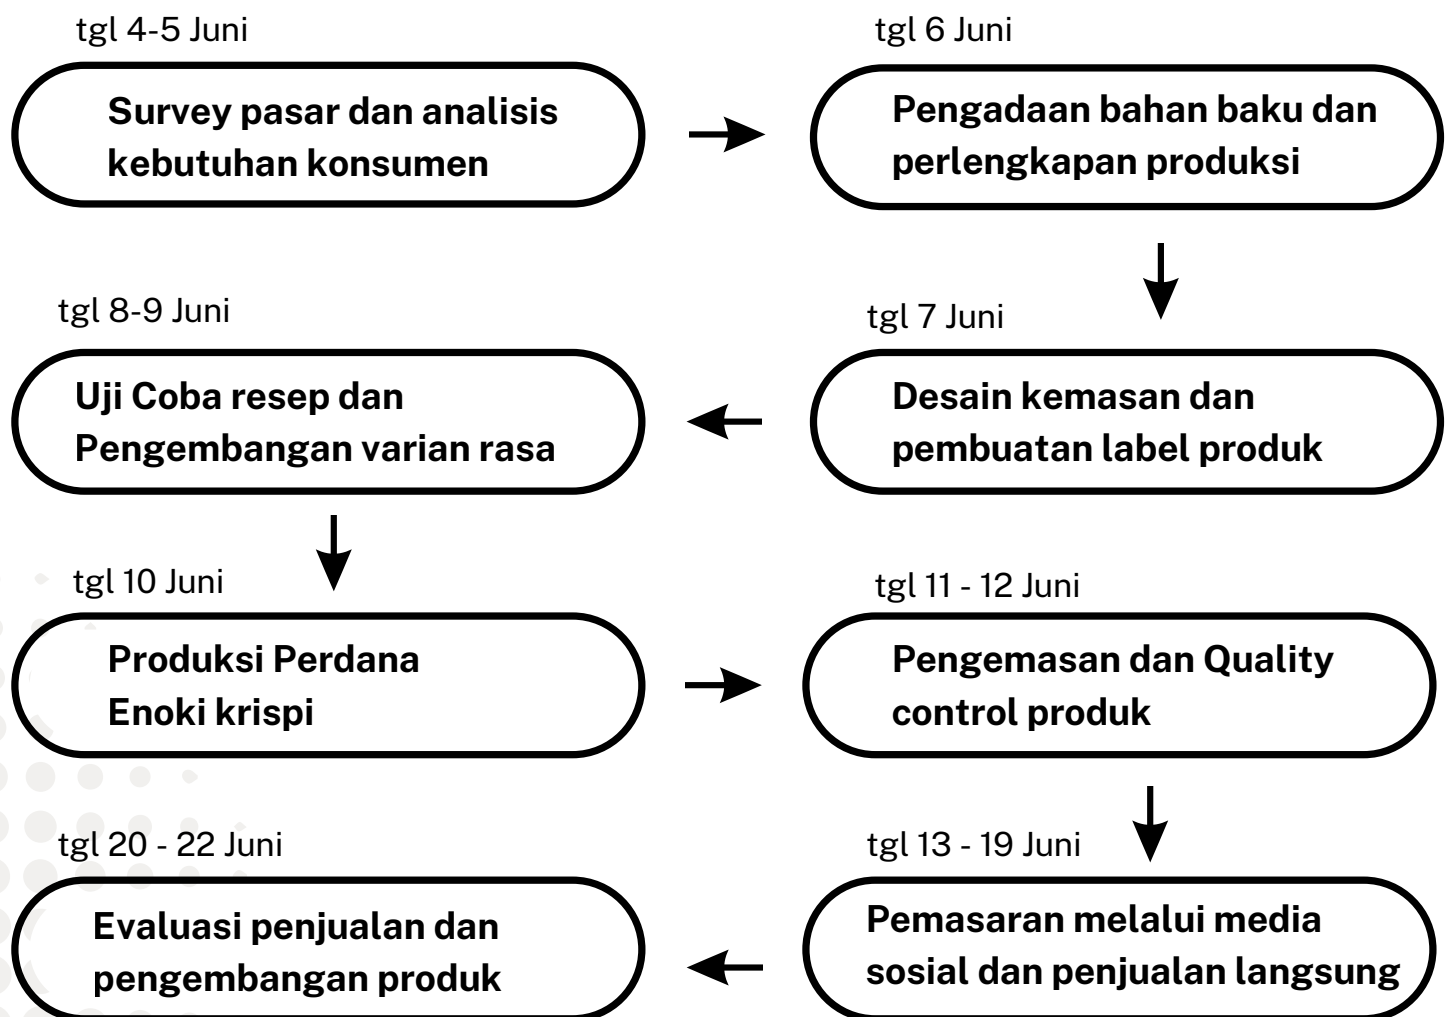 tgl 4-5 Juni
Survey pasar dan analisis
kebutuhan konsumen
tgl 6 Juni
Pengadaan bahan baku dan
perlengkapan produksi
tgl 7 Juni
Desain kemasan dan
pembuatan label produk
tgl 8-9 Juni
Uji Coba resep dan
Pengembangan varian rasa
tgl 10 Juni
Produksi Perdana
Enoki krispi
tgl 11 - 12 Juni
Pengemasan dan Quality
control produk
tgl 13 - 19 Juni
Pemasaran melalui media
sosial dan penjualan langsung
tgl 20 - 22 Juni
Evaluasi penjualan dan
pengembangan produk